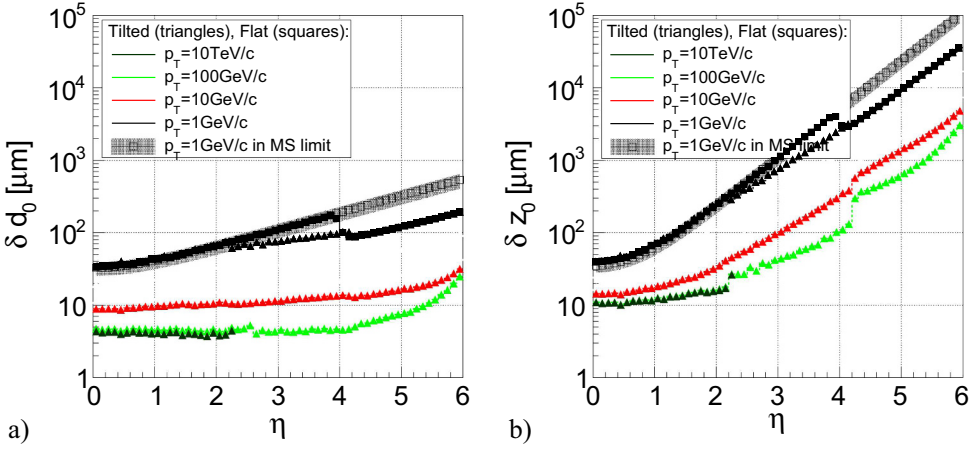 Tilted (triangles), Flat (squares):
p_T=10TeV/c
p_T=100GeV/c
p_T=10GeV/c
p_T=1GeV/c
p_T=1GeV/c in MS limit
δ d_0 [μm]
10^5
10^4
10^3
10^2
10
1
0 1 2 3 4 5 6
η
a)
Tilted (triangles), Flat (squares):
p_T=10TeV/c
p_T=100GeV/c
p_T=10GeV/c
p_T=1GeV/c
p_T=1GeV/c in MS limit
δ z_0 [μm]
10^5
10^4
10^3
10^2
10
1
0 1 2 3 4 5 6
η
b)